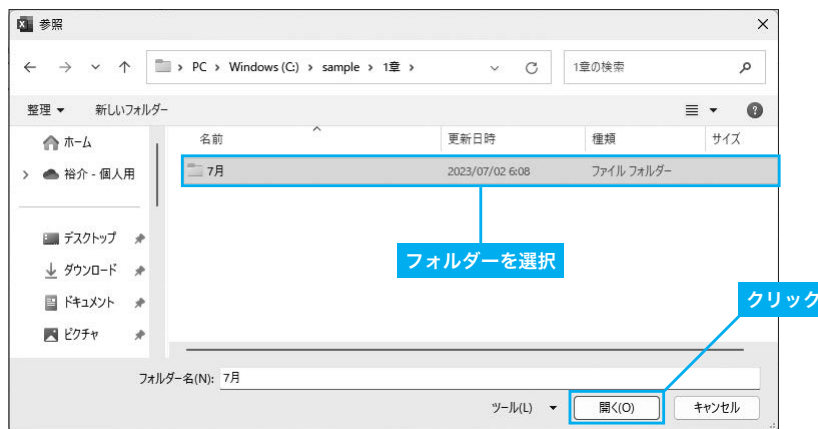 参照
PC > Windows (C:) > sample > 1章 >
1章の検索
整理 新しいフォルダー
ホーム
裕介 - 個人用
デスクトップ
ダウンロード
ドキュメント
ピクチャ
名前 更新日時 種類 サイズ
7月 2023/07/02 6:08 ファイル フォルダー
フォルダーを選択
クリック
フォルダー名(N): 7月
ツール(L) 開く(O) キャンセル